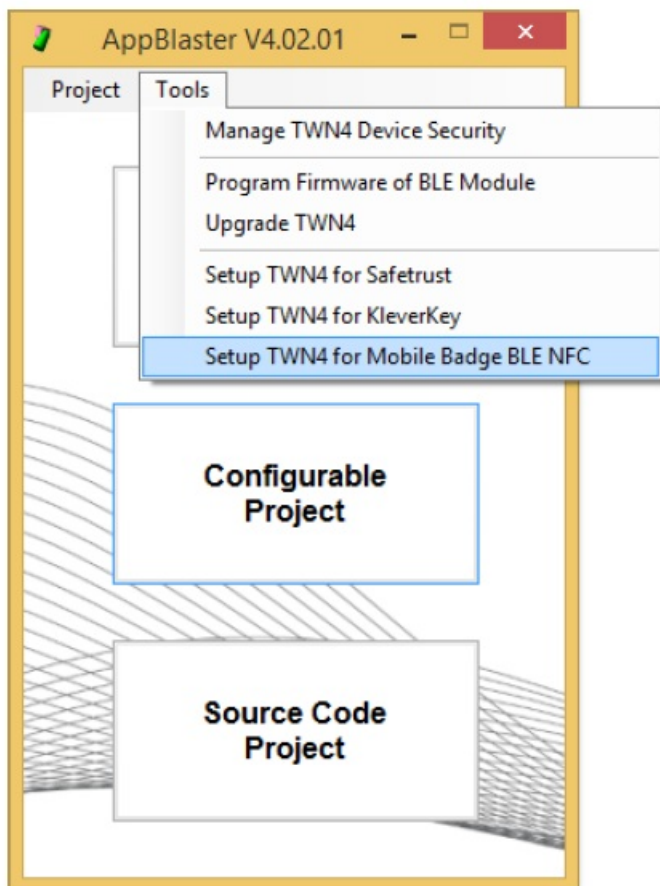 AppBlaster V4.02.01
Project Tools
Manage TWN4 Device Security
Program Firmware of BLE Module
Upgrade TWN4
Setup TWN4 for Safetrust
Setup TWN4 for KleverKey
Setup TWN4 for Mobile Badge BLE NFC
Configurable
Project
Source Code
Project